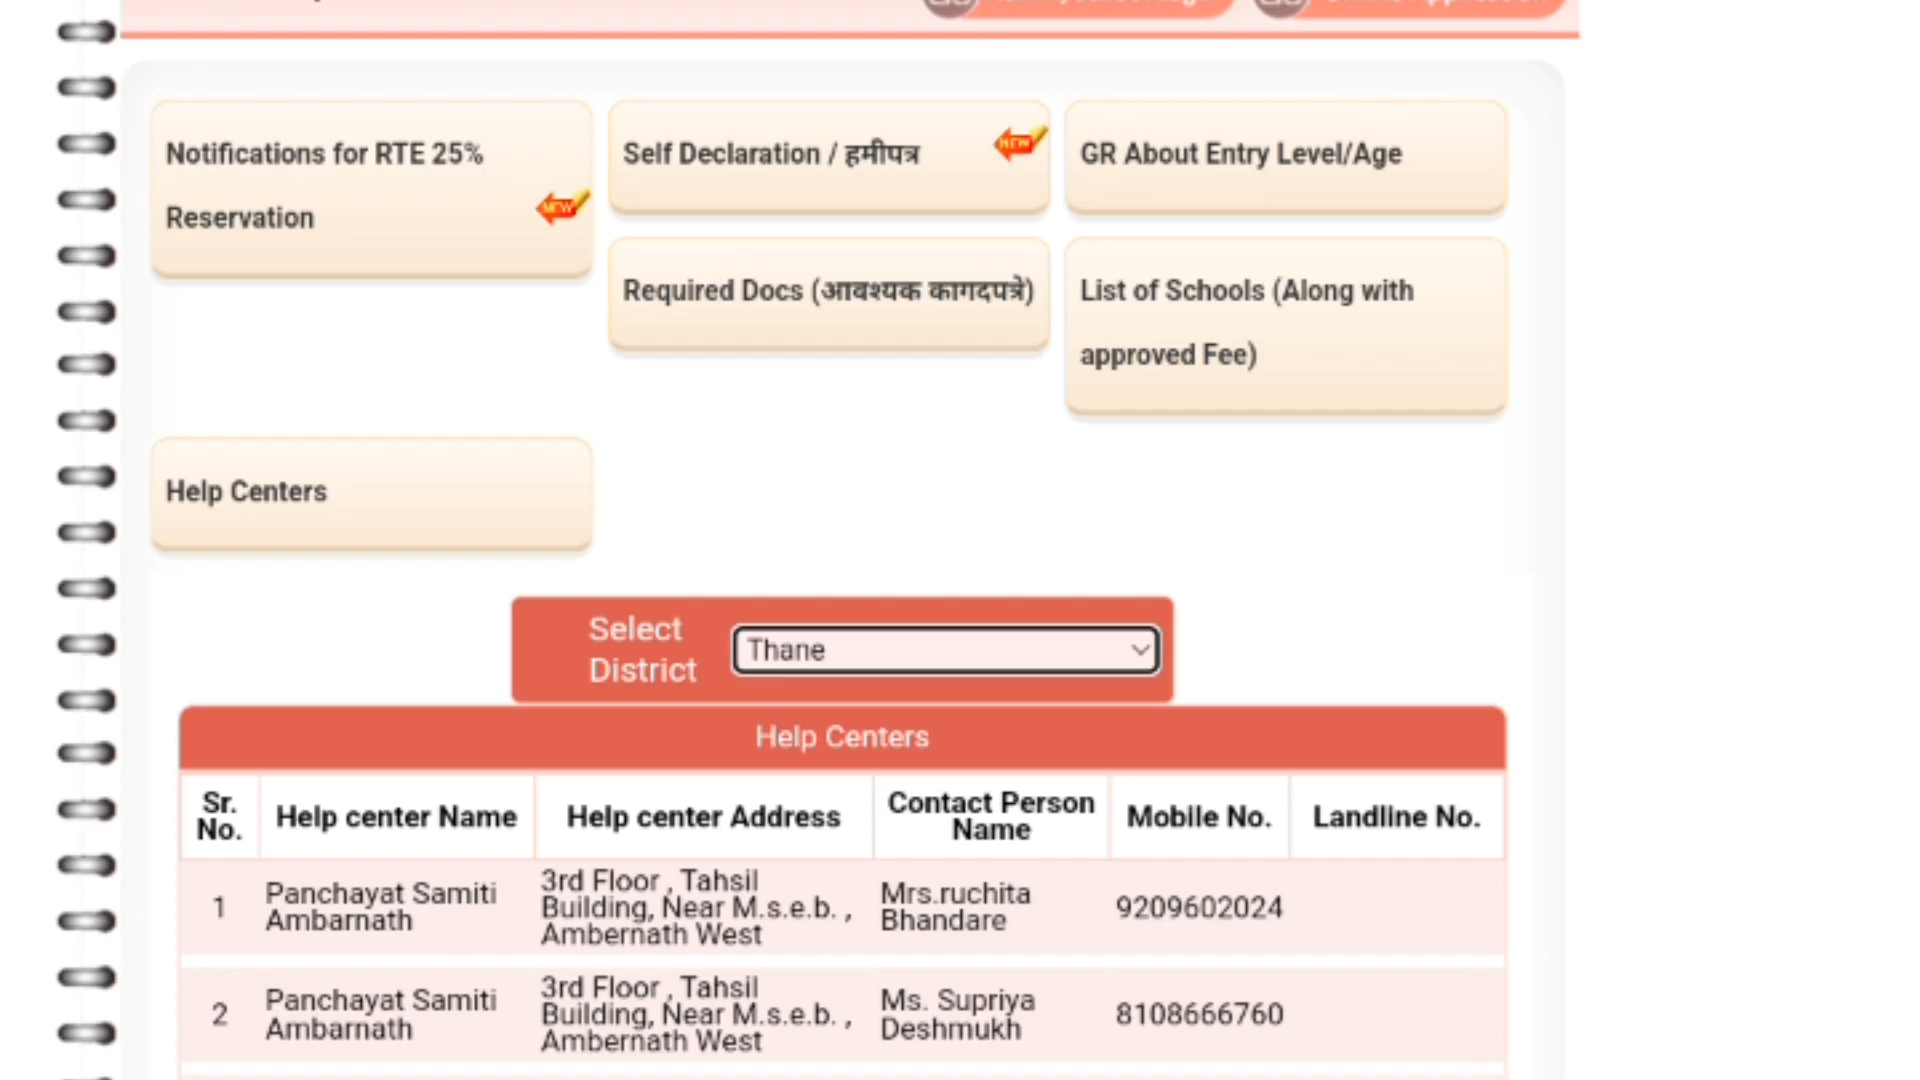 Notifications for RTE 25%
Reservation
NEW
Self Declaration / हमीपत्र
NEW
GR About Entry Level/Age
Required Docs (आवश्यक कागदपत्रे)
List of Schools (Along with
approved Fee)
Help Centers
Select
District
Thane
Help Centers
Sr.
No.
Help center Name
Help center Address
Contact Person
Name
Mobile No.
Landline No.
1
Panchayat Samiti
Ambarnath
3rd Floor , Tahsil
Building, Near M.s.e.b. ,
Ambernath West
Mrs.ruchita
Bhandare
9209602024
2
Panchayat Samiti
Ambarnath
3rd Floor , Tahsil
Building, Near M.s.e.b. ,
Ambernath West
Ms. Supriya
Deshmukh
8108666760